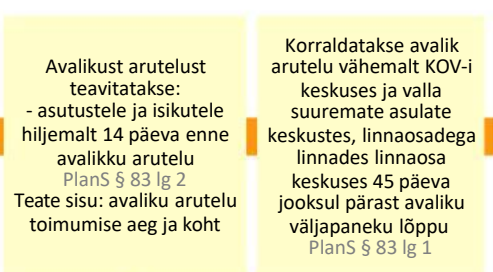 Avalikust arutelust
teavitatakse:
- asutustele ja isikutele
hiljemalt 14 päeva enne
avalikku arutelu
PlanS § 83 lg 2
Teate sisu: avaliku arutelu
toimumise aeg ja koht
Korraldatakse avalik
arutelu vähemalt KOV-i
keskuses ja valla
suuremate asulate
keskustes, linnaosadega
linnades linnaosa
keskuses 45 päeva
jooksul pärast avaliku
väljapaneku lõppu
PlanS § 83 lg 1